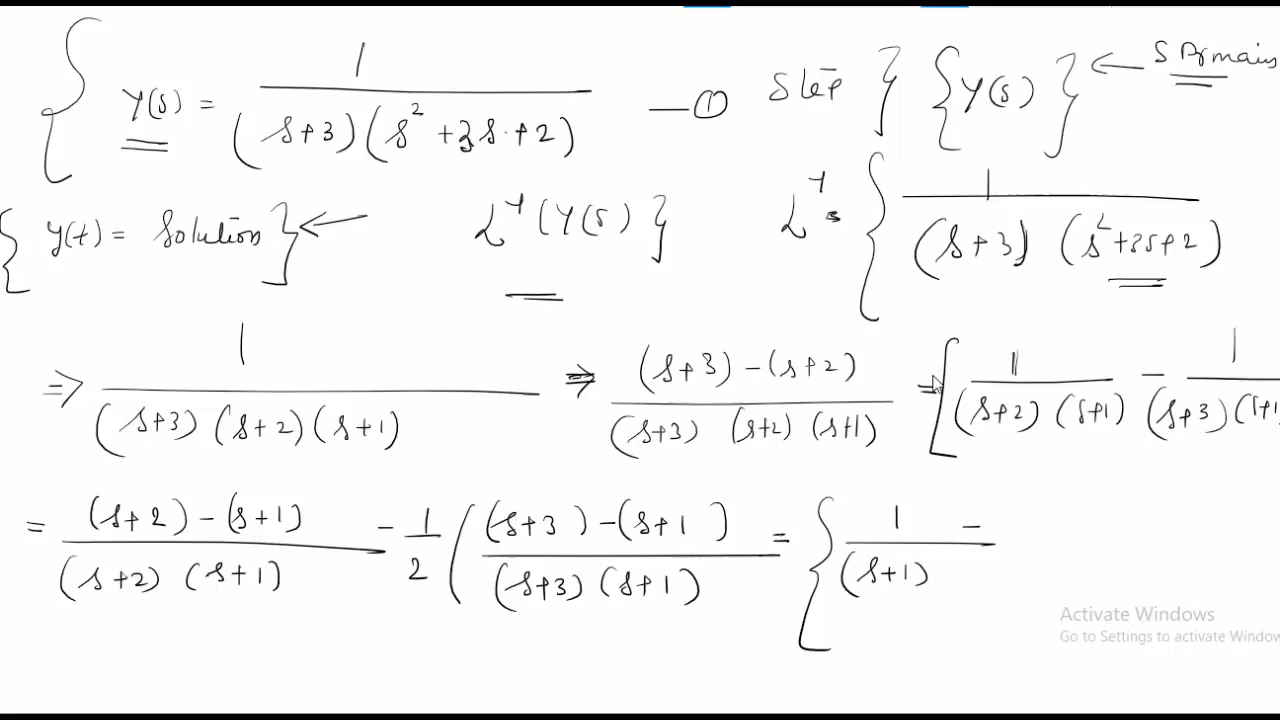 Y(s) = 1 / (s+3)(s² + 3s + 2) —① Step } {Y(s)} ← S Domains
{ y(t) = Solution } ← L⁻¹ (Y(s) } L⁻¹ { 1 / (s+3) (s²+3s+2)
=> 1 / (s+3)(s+2)(s+1) => (s+3) – (s+2) / (s+3) (s+2) (s+1) => [ 1 / (s+2) (s+1) – 1 / (s+3)(s+1)
= (s+2) – (s+1) / (s+2) (s+1) – 1/2 ( (s+3) – (s+1) / (s+3) (s+1) = { 1 / (s+1) –
Activate Windows
Go to Settings to activate Window